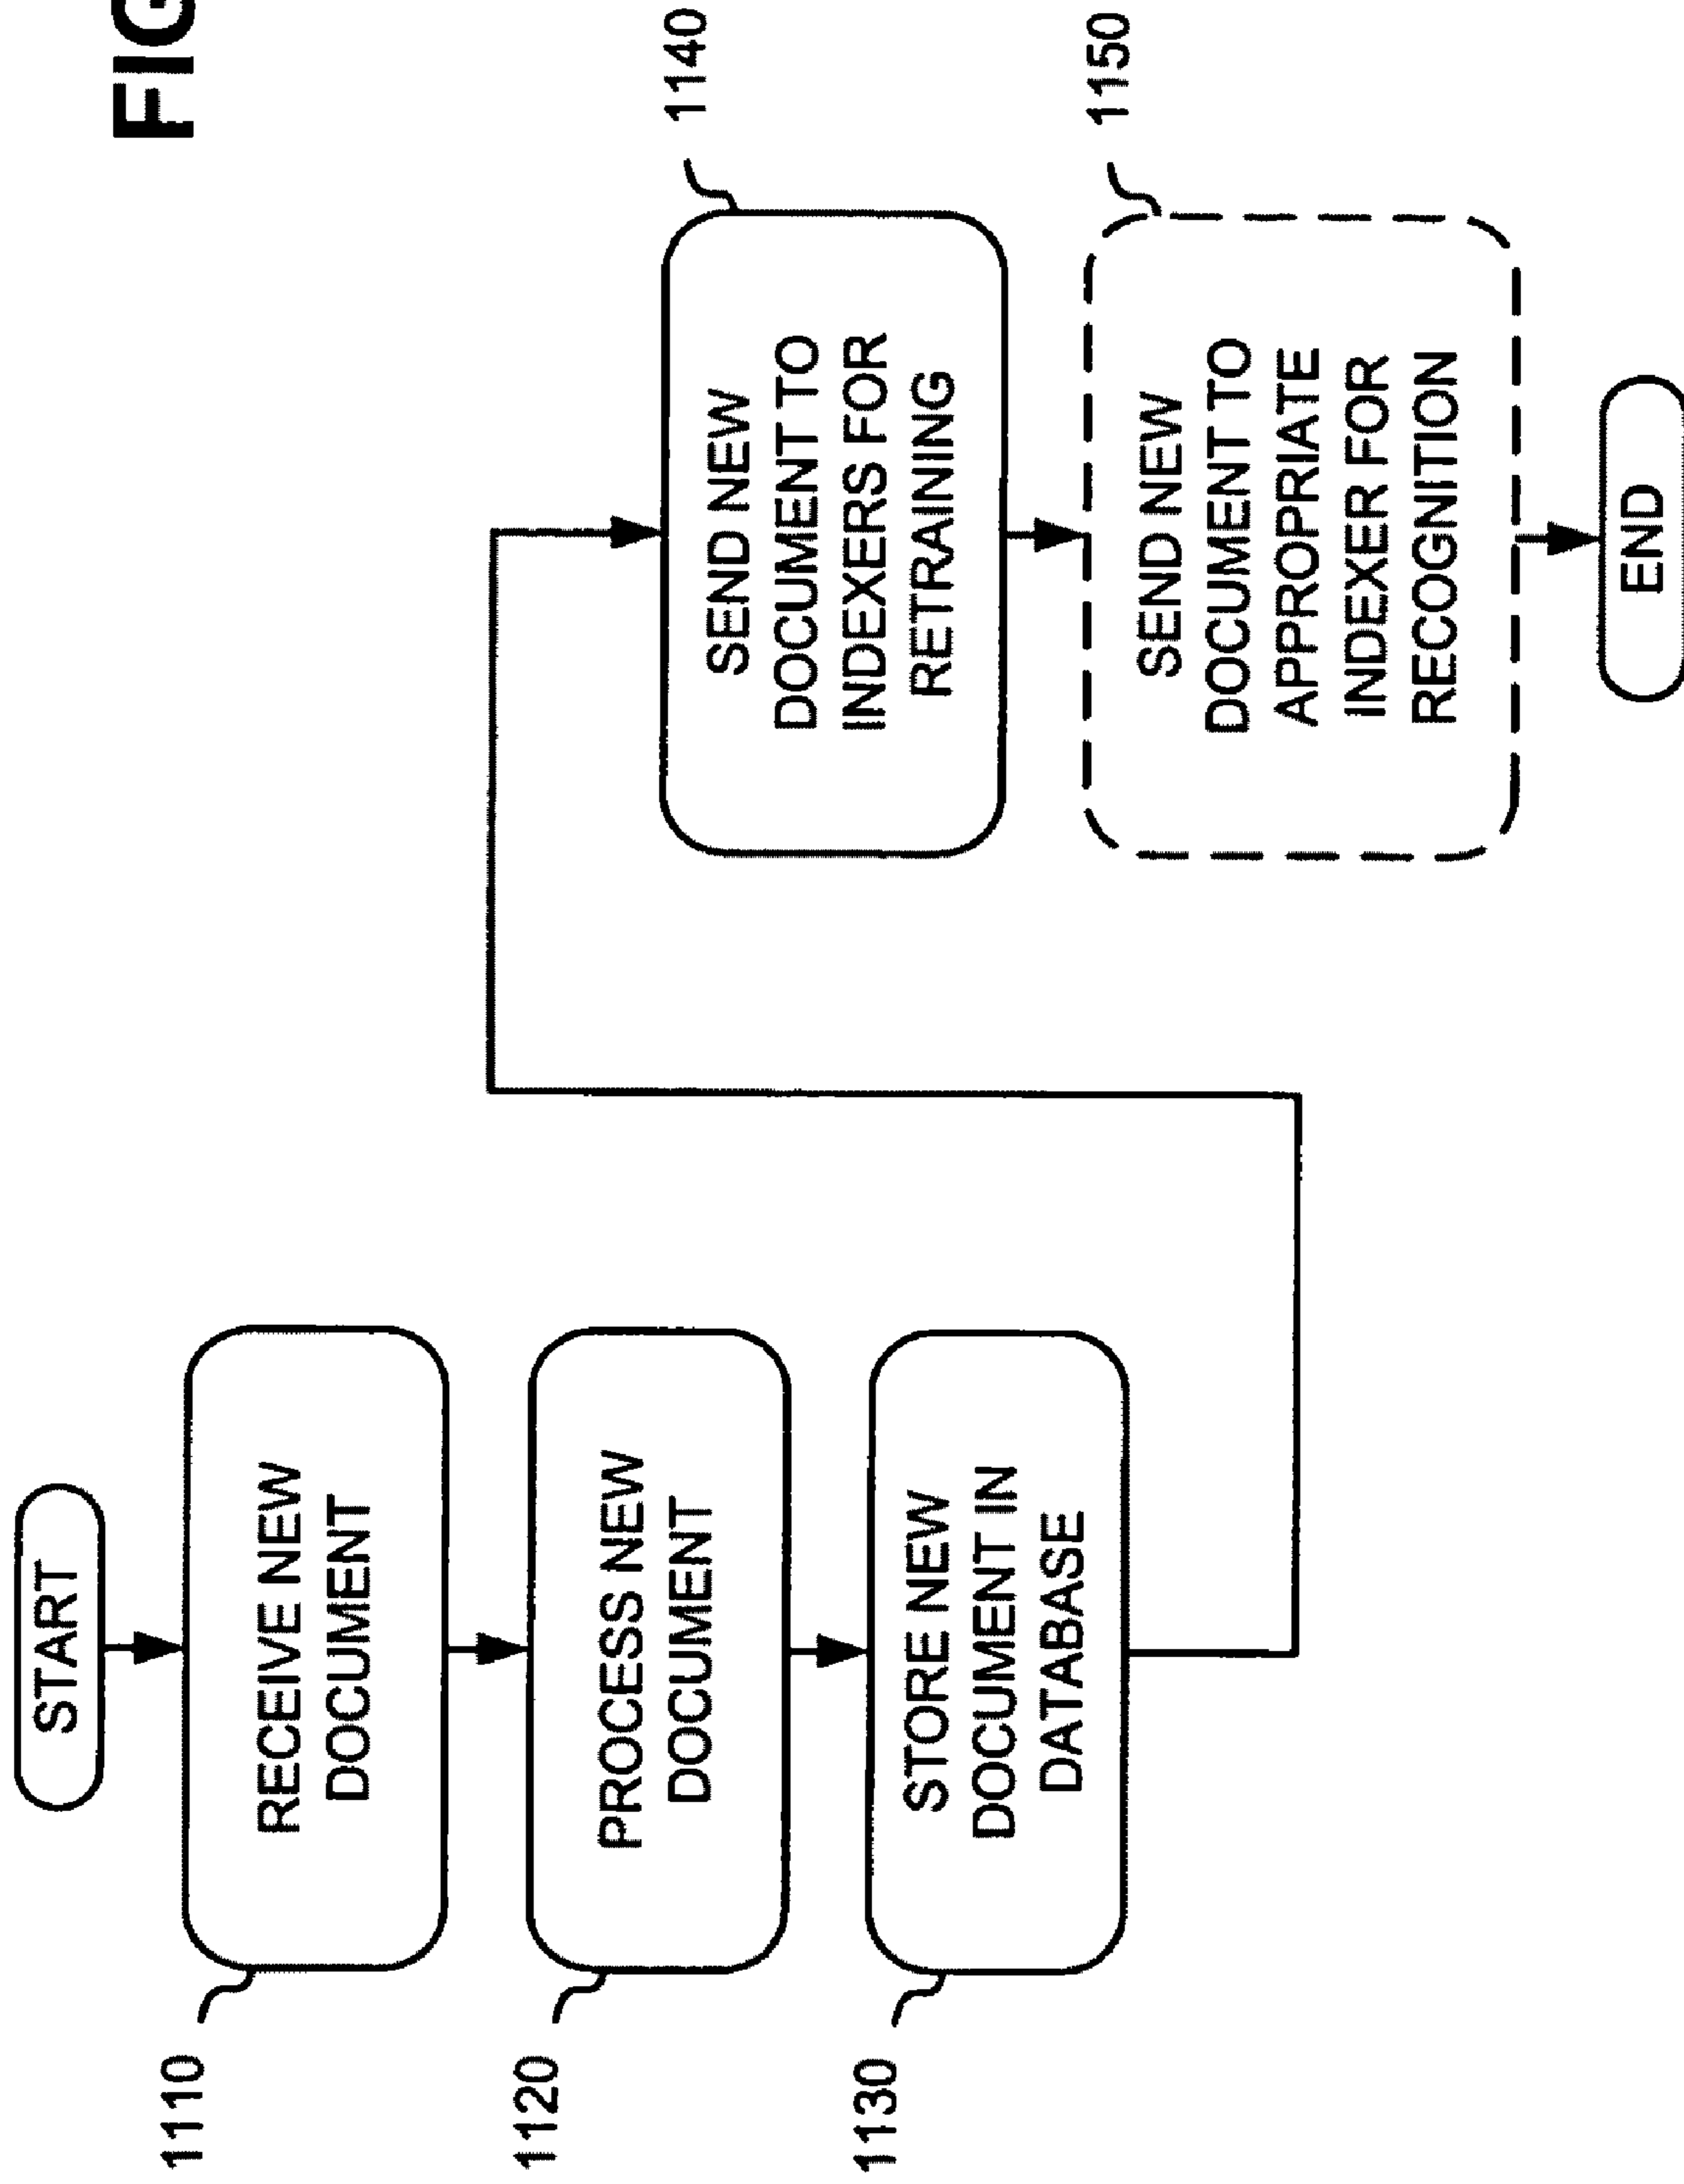 FIG
START
1110
RECEIVE NEW
DOCUMENT
1120
PROCESS NEW
DOCUMENT
1130
STORE NEW
DOCUMENT IN
DATABASE
1140
SEND NEW
DOCUMENT TO
INDEXERS FOR
RETRAINING
1150
SEND NEW
DOCUMENT TO
APPROPRIATE
INDEXER FOR
RECOGNITION
END